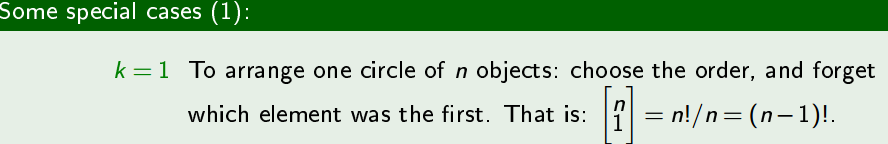 Some special cases (1):
k = 1 To arrange one circle of n objects: choose the order, and forget
which element was the first. That is: [n 1] = n!/n = (n−1)!.